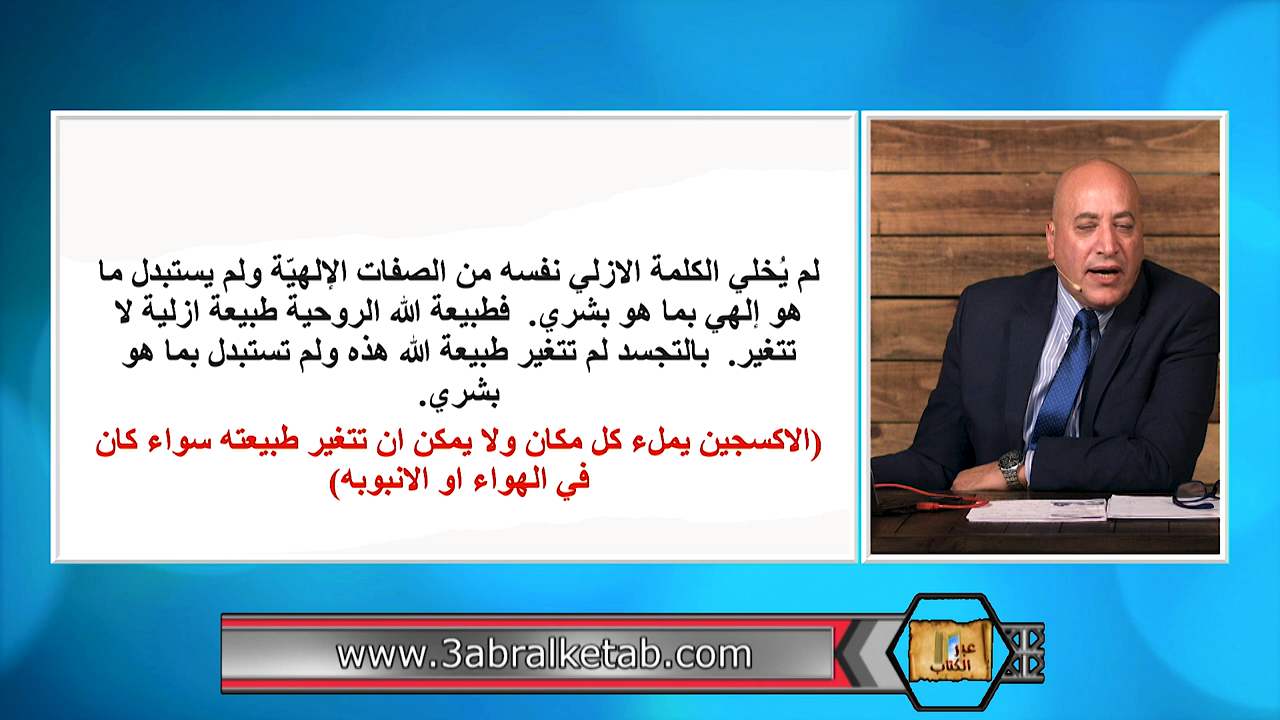 لم يُخلي الكلمة الازلي نفسه من الصفات الإلهيّة ولم يستبدل ما
هو إلهي بما هو بشري. فطبيعة الله الروحية طبيعة ازلية لا
تتغير. بالتجسد لم تتغير طبيعة الله هذه ولم تستبدل بما هو
بشري.
(الاكسجين يملء كل مكان ولا يمكن ان تتغير طبيعته سواء كان
في الهواء او الانبوبه)
www.3abralketab.com
عبر
الكتاب